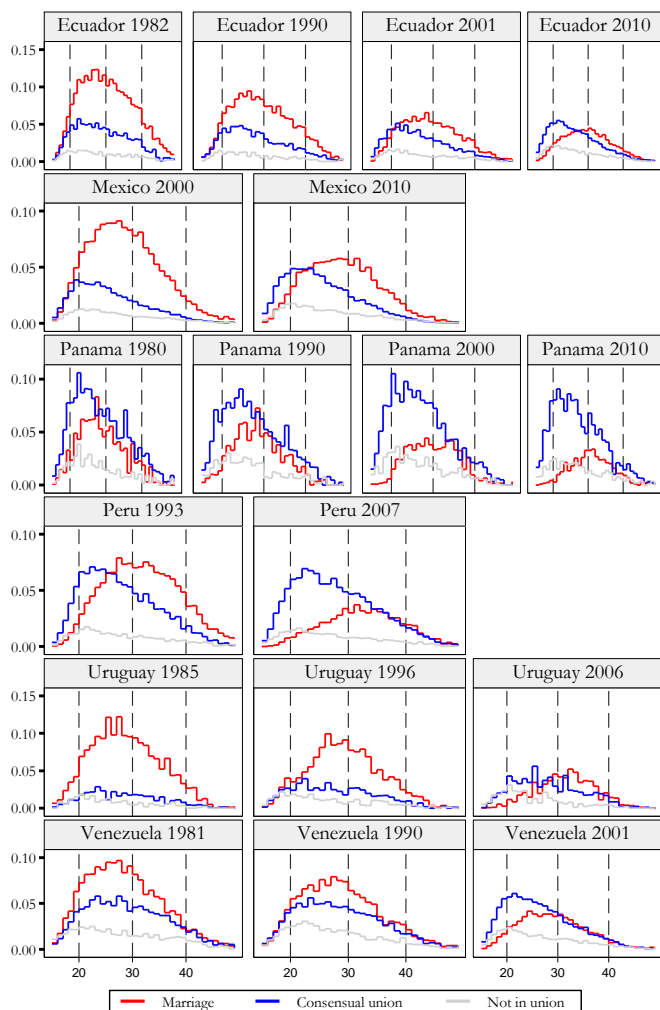 Ecuador 1982 Ecuador 1990 Ecuador 2001 Ecuador 2010
0.15
0.10
0.05
0.00
Mexico 2000 Mexico 2010
0.10
0.05
0.00
Panama 1980 Panama 1990 Panama 2000 Panama 2010
0.10
0.05
0.00
Peru 1993 Peru 2007
0.10
0.05
0.00
Uruguay 1985 Uruguay 1996 Uruguay 2006
0.15
0.10
0.05
0.00
Venezuela 1981 Venezuela 1990 Venezuela 2001
0.10
0.05
0.00
20 30 40 20 30 40 20 30 40
Marriage Consensual union Not in union